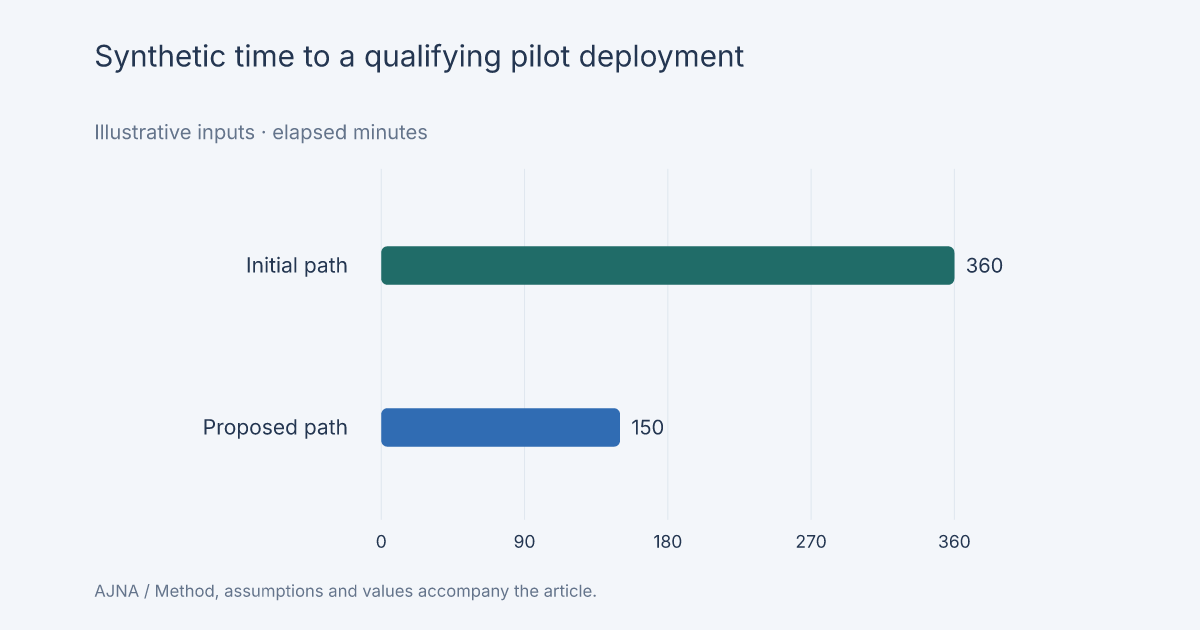 Synthetic time to a qualifying pilot deployment
Illustrative inputs · elapsed minutes
Initial path
360
Proposed path
150
0 90 180 270 360
AJNA / Method, assumptions and values accompany the article.